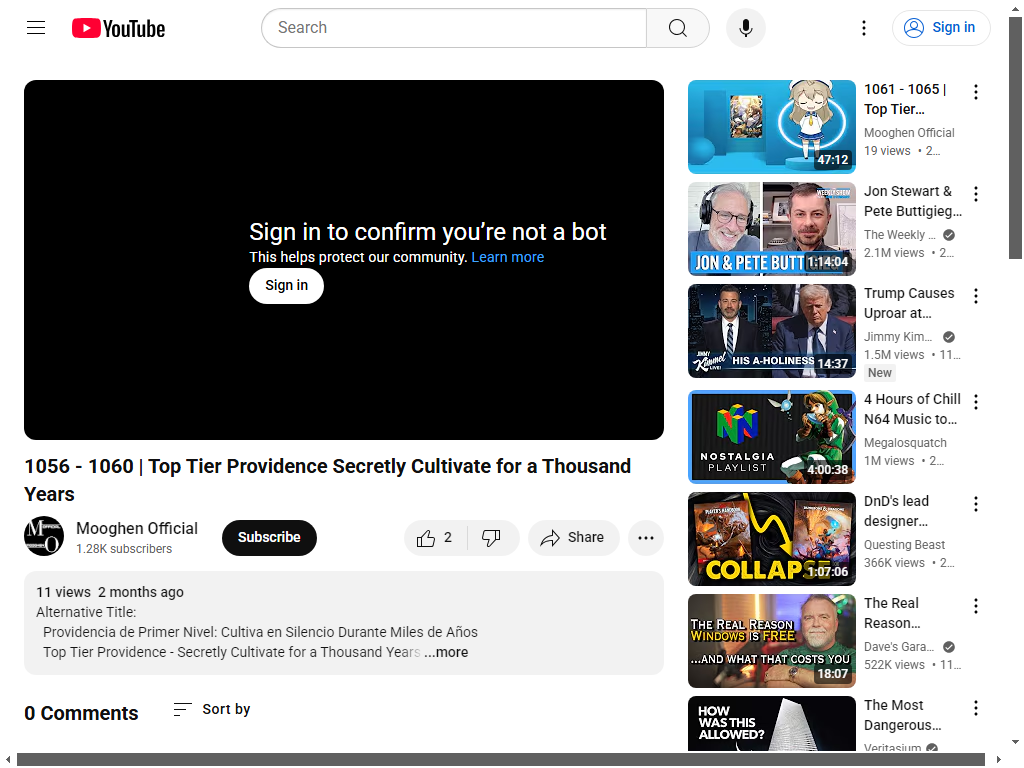 YouTube
Search
Sign in
Sign in to confirm you’re not a bot
This helps protect our community. Learn more
Sign in
1056 - 1060 | Top Tier Providence Secretly Cultivate for a Thousand
Years
Mooghen Official
1.28K subscribers
Subscribe
2
Share
11 views 2 months ago
Alternative Title:
Providencia de Primer Nivel: Cultiva en Silencio Durante Miles de Años
Top Tier Providence - Secretly Cultivate for a Thousand Years ...more
0 Comments
Sort by
47:12
1061 - 1065 |
Top Tier…
Mooghen Official
19 views • 2…
WEEKLY SHOW
JON & PETE BUTT
1:14:04
Jon Stewart &
Pete Buttigieg…
The Weekly …
2.1M views • 2…
JIMMY
Kimmel
LIVE!
HIS A-HOLINESS
14:37
Trump Causes
Uproar at…
Jimmy Kim…
1.5M views • 11…
New
NOSTALGIA
PLAYLIST
4:00:38
4 Hours of Chill
N64 Music to…
Megalosquatch
1M views • 2…
PLAYER'S HANDBOOK
COLLAPSE
1:07:06
DnD's lead
designer…
Questing Beast
366K views • 2…
THE REAL REASON
WINDOWS IS FREE
...AND WHAT THAT COSTS YOU
18:07
The Real
Reason…
Dave's Gara…
522K views • 11…
HOW
WAS THIS
ALLOWED?
The Most
Dangerous…
Veritasium